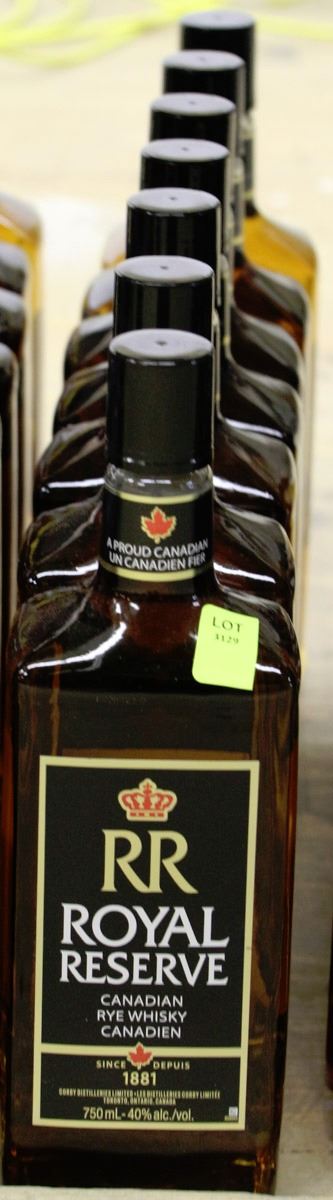 A PROUD CANADIAN
UN CANADIEN FIER
LOT
3129
RR
ROYAL
RESERVE
CANADIAN
RYE WHISKY
CANADIEN
SINCE DEPUIS
1881
CORBY DISTILLERIES LIMITED • LES DISTILLERIES CORBY LIMITÉE
TORONTO, ONTARIO, CANADA
750 mL - 40% alc./vol.